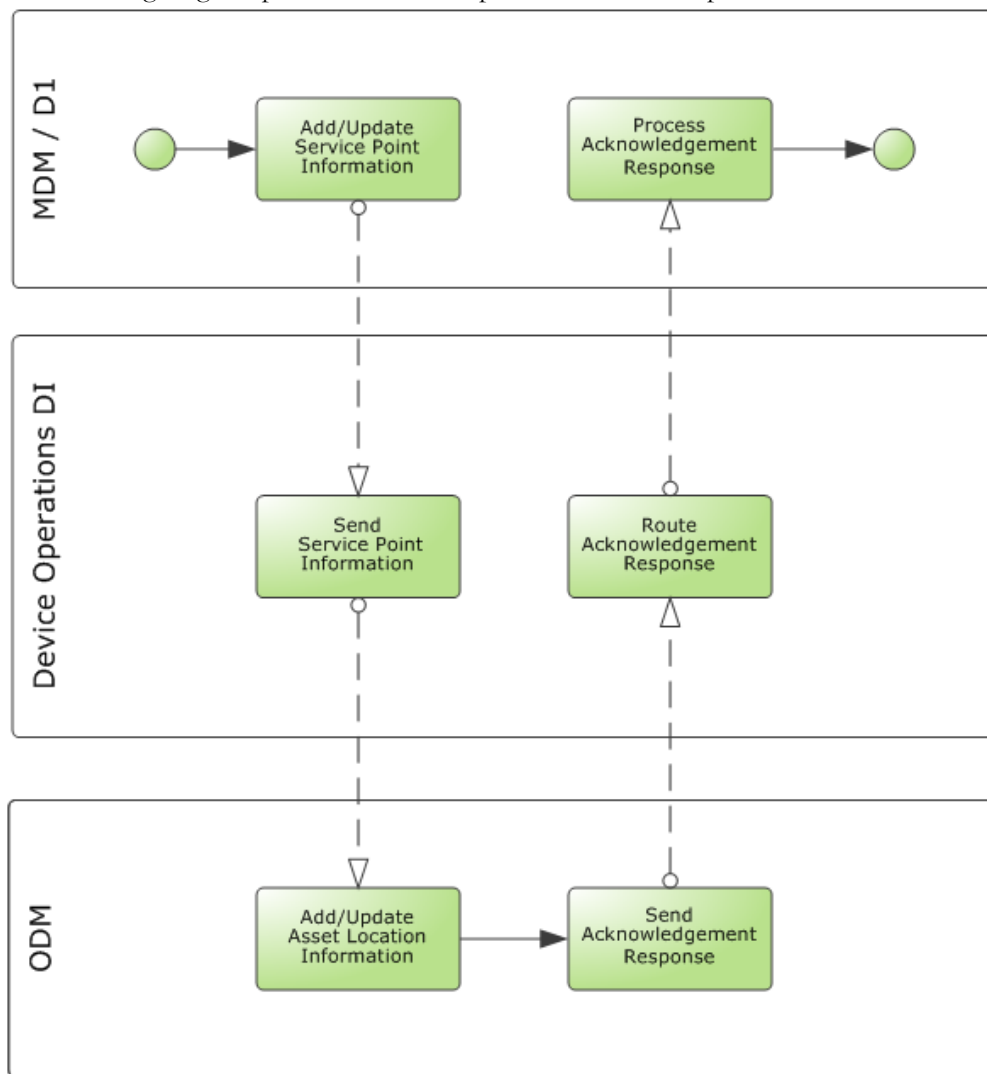 MDM / D1
Add/Update
Service Point
Information
Process
Acknowledgement
Response
Device Operations DI
Send
Service Point
Information
Route
Acknowledgement
Response
ODM
Add/Update
Asset Location
Information
Send
Acknowledgement
Response